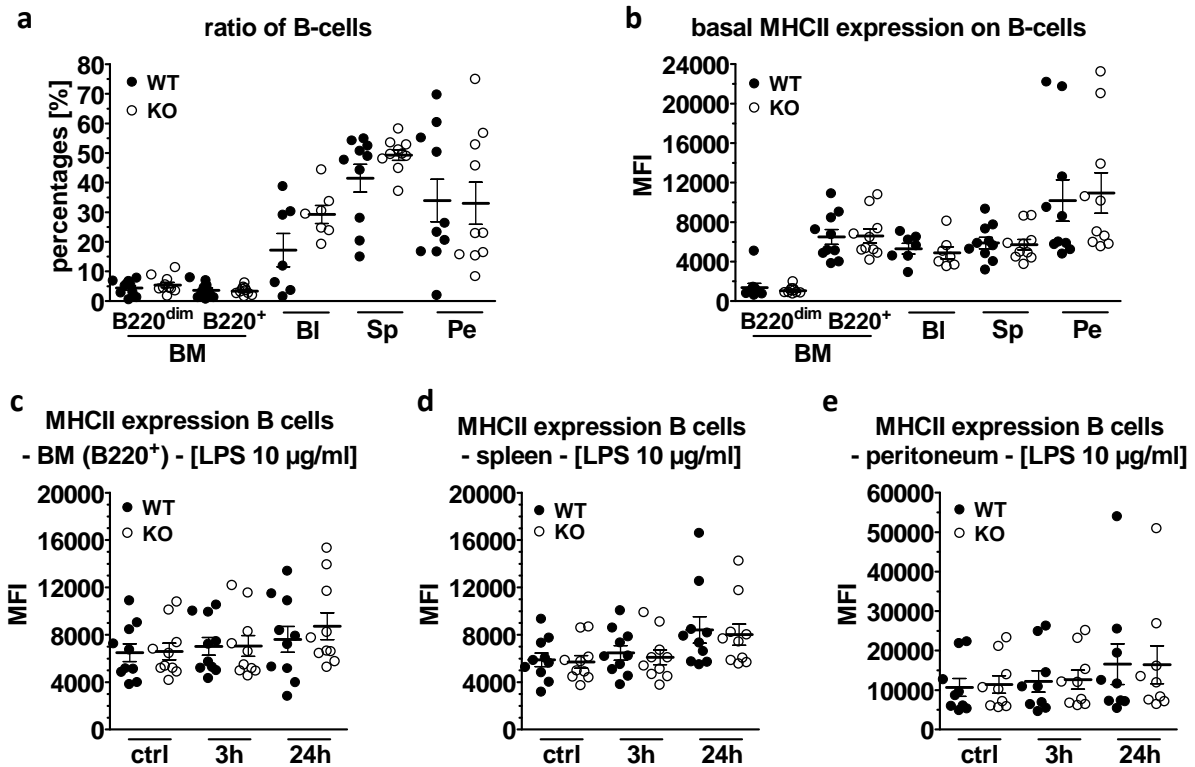 a
ratio of B-cells
percentages [%]
80
70
60
50
40
30
20
10
0
WT
KO
B220dim B220+
BM
Bl
Sp
Pe
b
basal MHCII expression on B-cells
MFI
24000
20000
16000
12000
8000
4000
0
WT
KO
B220dim B220+
BM
Bl
Sp
Pe
c
MHCII expression B cells
- BM (B220+) - [LPS 10 µg/ml]
MFI
20000
16000
12000
8000
4000
0
WT
KO
ctrl
3h
24h
d
MHCII expression B cells
- spleen - [LPS 10 µg/ml]
MFI
20000
16000
12000
8000
4000
0
WT
KO
ctrl
3h
24h
e
MHCII expression B cells
- peritoneum - [LPS 10 µg/ml]
MFI
60000
50000
40000
30000
20000
10000
0
WT
KO
ctrl
3h
24h